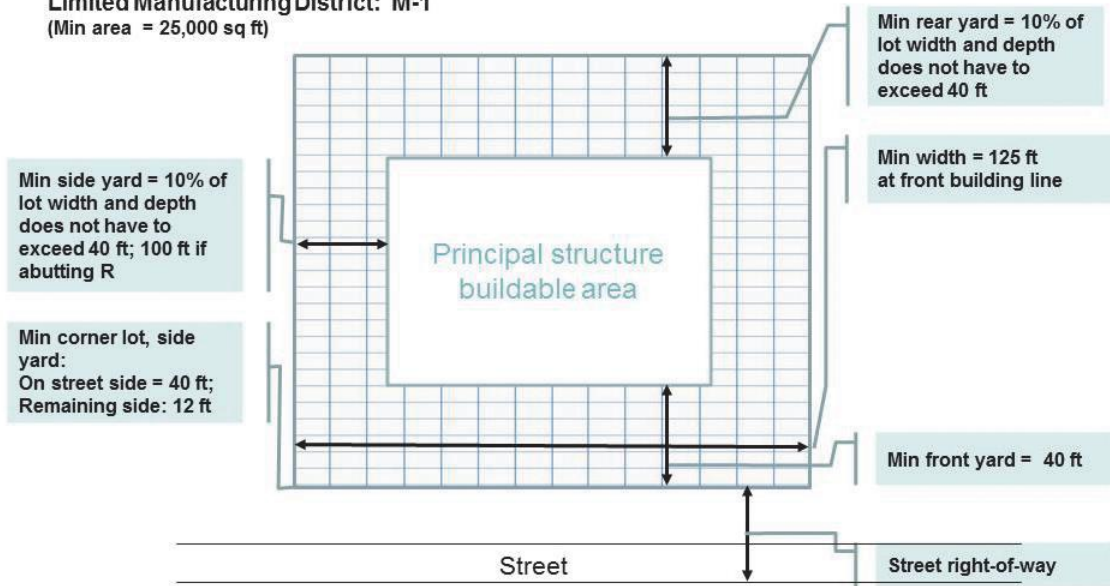 Limited Manufacturing District: M-1
(Min area = 25,000 sq ft)
Min rear yard = 10% of
lot width and depth
does not have to
exceed 40 ft
Min width = 125 ft
at front building line
Min side yard = 10% of
lot width and depth
does not have to
exceed 40 ft; 100 ft if
abutting R
Principal structure
buildable area
Min corner lot, side
yard:
On street side = 40 ft;
Remaining side: 12 ft
Min front yard = 40 ft
Street
Street right-of-way